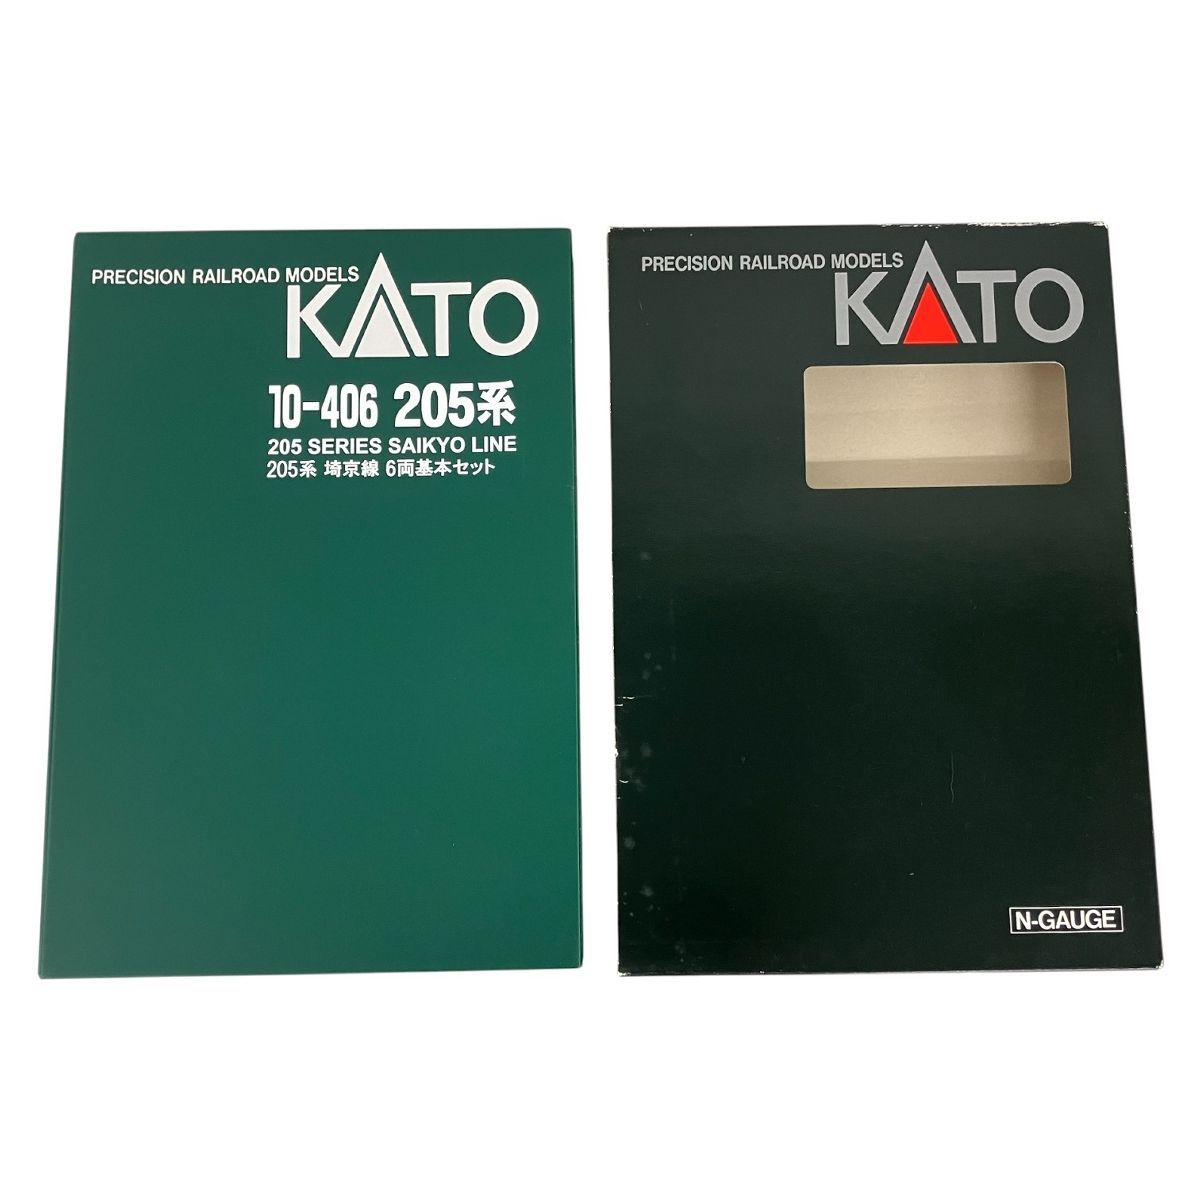 PRECISION RAILROAD MODELS
KATO
10-406 205系
205 SERIES SAIKYO LINE
205系 埼京線 6両基本セット
PRECISION RAILROAD MODELS
KATO
N-GAUGE